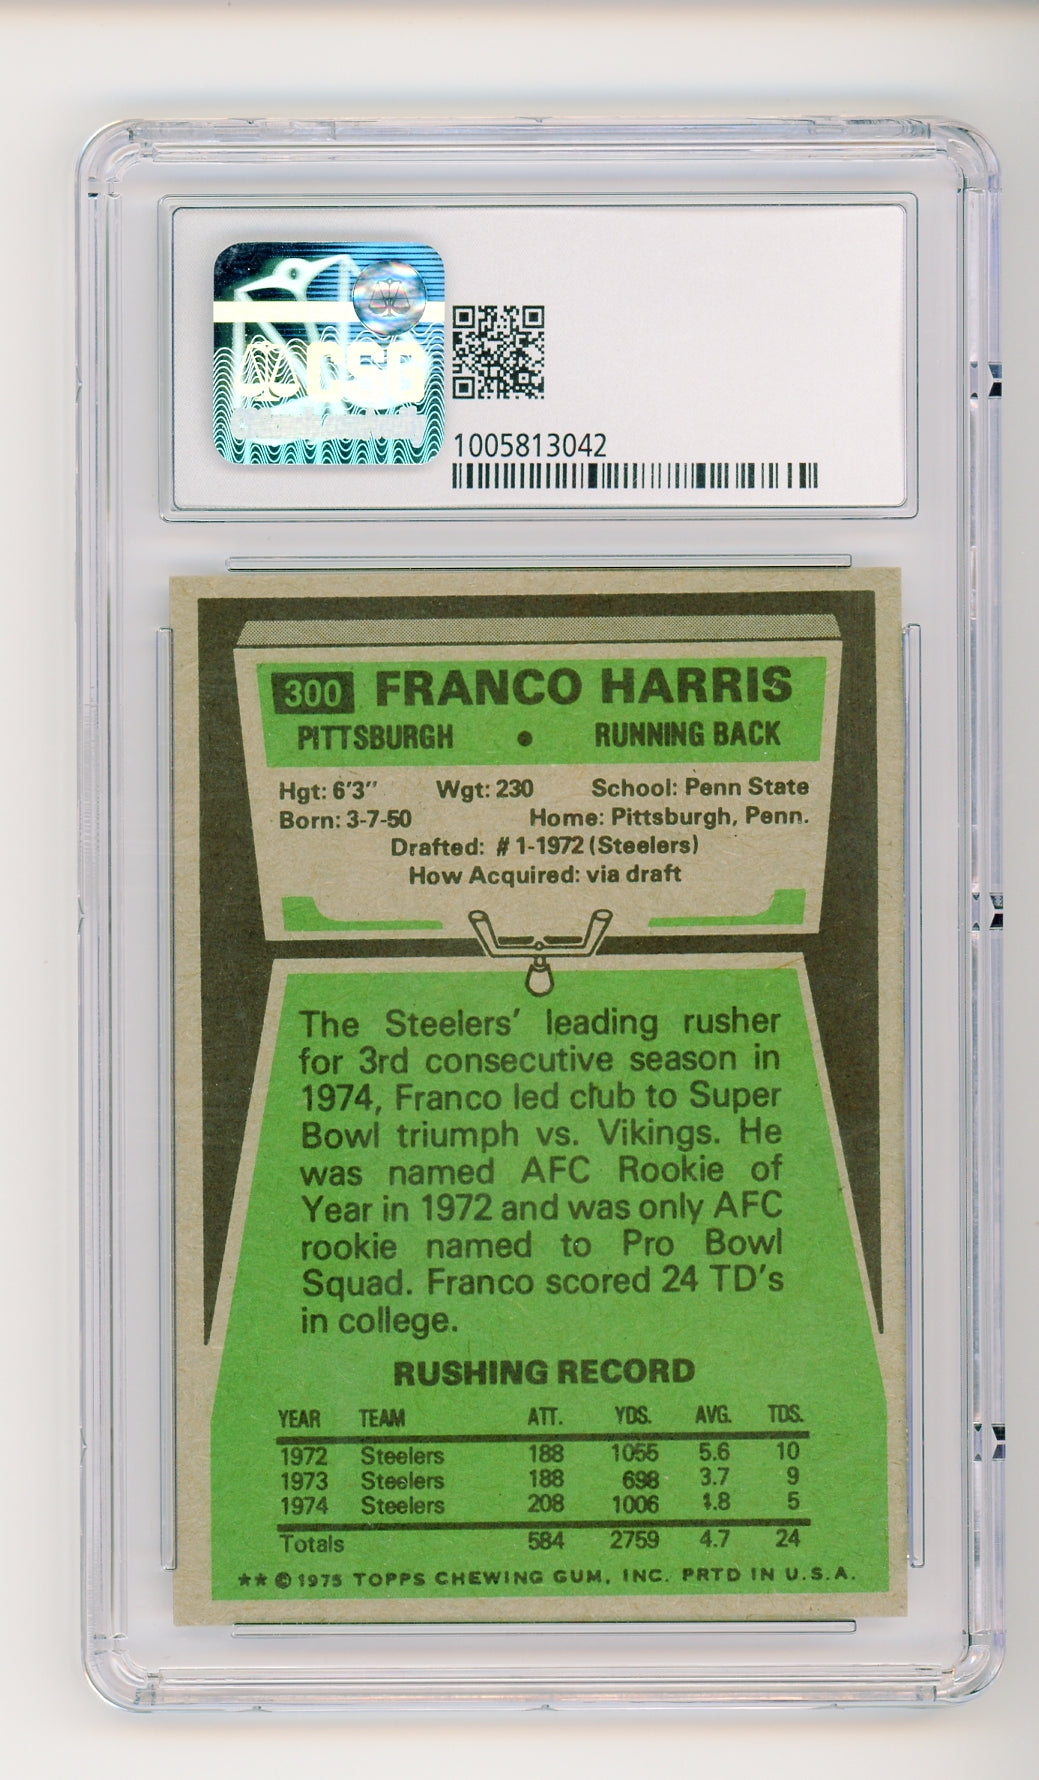 CSG
1005813042
300 FRANCO HARRIS
PITTSBURGH • RUNNING BACK
Hgt: 6'3" Wgt: 230 School: Penn State
Born: 3-7-50 Home: Pittsburgh, Penn.
Drafted: # 1-1972 (Steelers)
How Acquired: via draft
The Steelers' leading rusher
for 3rd consecutive season in
1974, Franco led club to Super
Bowl triumph vs. Vikings. He
was named AFC Rookie of
Year in 1972 and was only AFC
rookie named to Pro Bowl
Squad. Franco scored 24 TD's
in college.
RUSHING RECORD
YEAR TEAM ATT. YDS. AVG. TDS.
1972 Steelers 188 1055 5.6 10
1973 Steelers 188 698 3.7 9
1974 Steelers 208 1006 4.8 5
Totals 584 2759 4.7 24
** © 1975 TOPPS CHEWING GUM, INC. PRTD IN U.S.A.